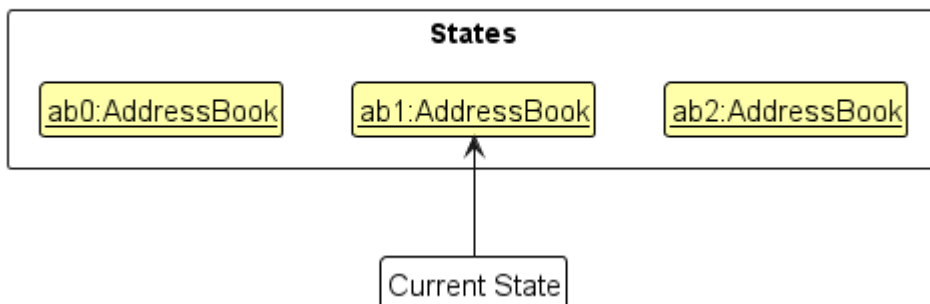 States
ab0:AddressBook
ab1:AddressBook
ab2:AddressBook
Current State